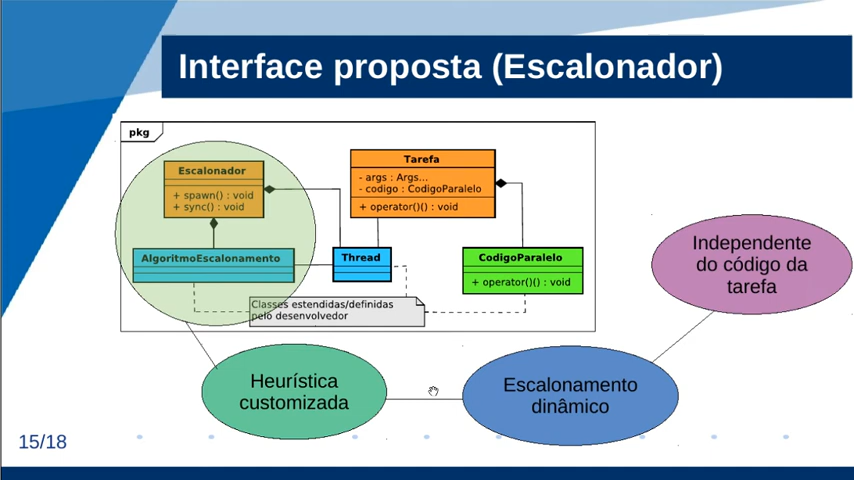 Interface proposta (Escalonador)
pkg
Escalonador
+ spawn() : void
+ sync() : void
Tarefa
- args : Args...
- codigo : CodigoParalelo
+ operator()() : void
AlgoritmoEscalonamento
Thread
CodigoParalelo
+ operator()() : void
Classes estendidas/definidas
pelo desenvolvedor
Independente
do código da
tarefa
Heurística
customizada
Escalonamento
dinâmico
15/18